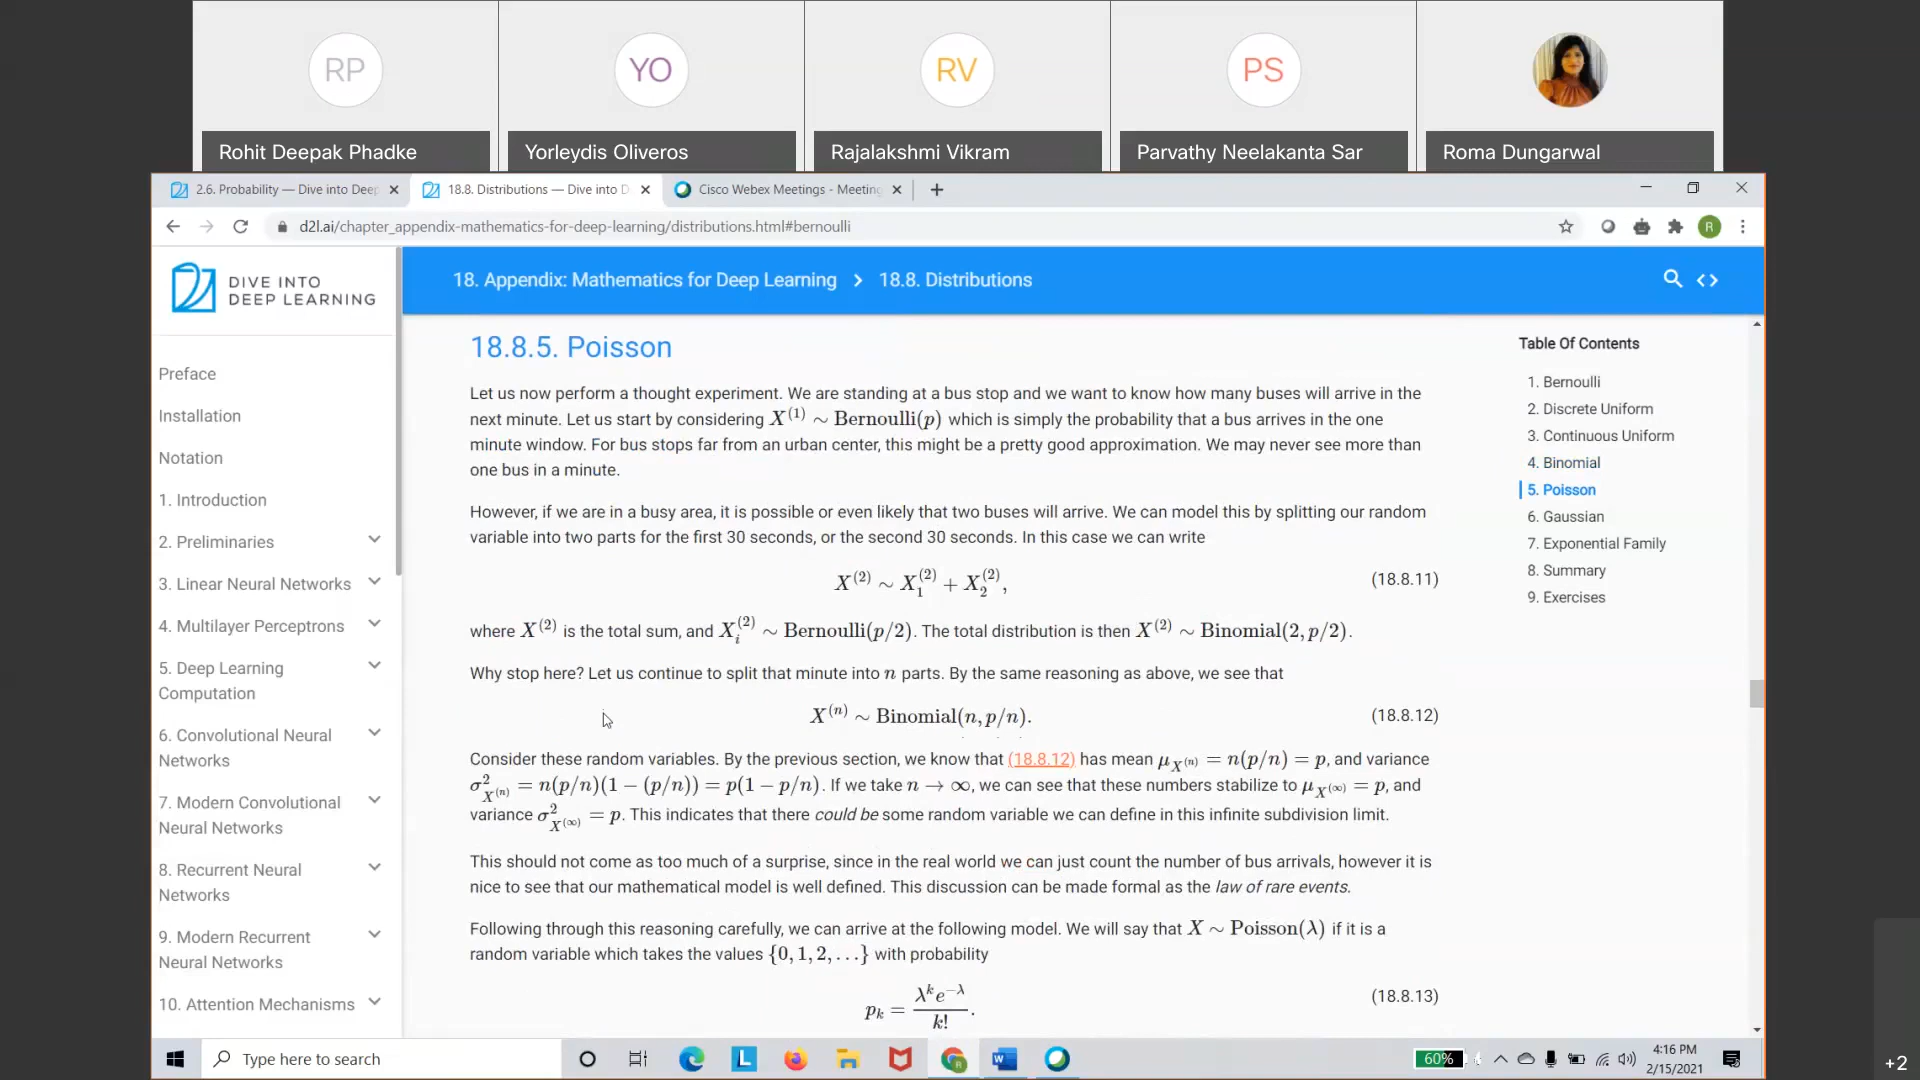 RP
YO
RV
PS
Rohit Deepak Phadke
Yorleydis Oliveros
Rajalakshmi Vikram
Parvathy Neelakanta Sar
Roma Dungarwal
2.6. Probability — Dive into Deep
18.8. Distributions — Dive into D
Cisco Webex Meetings - Meeting
d2l.ai/chapter_appendix-mathematics-for-deep-learning/distributions.html#bernoulli
R
DIVE INTO
DEEP LEARNING
18. Appendix: Mathematics for Deep Learning > 18.8. Distributions
Preface
Installation
Notation
1. Introduction
2. Preliminaries
3. Linear Neural Networks
4. Multilayer Perceptrons
5. Deep Learning
Computation
6. Convolutional Neural
Networks
7. Modern Convolutional
Neural Networks
8. Recurrent Neural
Networks
9. Modern Recurrent
Neural Networks
10. Attention Mechanisms
18.8.5. Poisson
Let us now perform a thought experiment. We are standing at a bus stop and we want to know how many buses will arrive in the
next minute. Let us start by considering X^(1) ∼ Bernoulli(p) which is simply the probability that a bus arrives in the one
minute window. For bus stops far from an urban center, this might be a pretty good approximation. We may never see more than
one bus in a minute.
However, if we are in a busy area, it is possible or even likely that two buses will arrive. We can model this by splitting our random
variable into two parts for the first 30 seconds, or the second 30 seconds. In this case we can write
X^(2) ∼ X_1^(2) + X_2^(2), (18.8.11)
where X^(2) is the total sum, and X_i^(2) ∼ Bernoulli(p/2). The total distribution is then X^(2) ∼ Binomial(2, p/2).
Why stop here? Let us continue to split that minute into n parts. By the same reasoning as above, we see that
X^(n) ∼ Binomial(n, p/n). (18.8.12)
Consider these random variables. By the previous section, we know that (18.8.12) has mean μ_X^(n) = n(p/n) = p, and variance
σ²_X^(n) = n(p/n)(1 − (p/n)) = p(1 − p/n). If we take n → ∞, we can see that these numbers stabilize to μ_X^(∞) = p, and
variance σ²_X^(∞) = p. This indicates that there could be some random variable we can define in this infinite subdivision limit.
This should not come as too much of a surprise, since in the real world we can just count the number of bus arrivals, however it is
nice to see that our mathematical model is well defined. This discussion can be made formal as the law of rare events.
Following through this reasoning carefully, we can arrive at the following model. We will say that X ∼ Poisson(λ) if it is a
random variable which takes the values {0, 1, 2, …} with probability
p_k = λ^k e^−λ / k!. (18.8.13)
Table Of Contents
1. Bernoulli
2. Discrete Uniform
3. Continuous Uniform
4. Binomial
5. Poisson
6. Gaussian
7. Exponential Family
8. Summary
9. Exercises
Type here to search
L
W
60%
4:16 PM
2/15/2021
+2